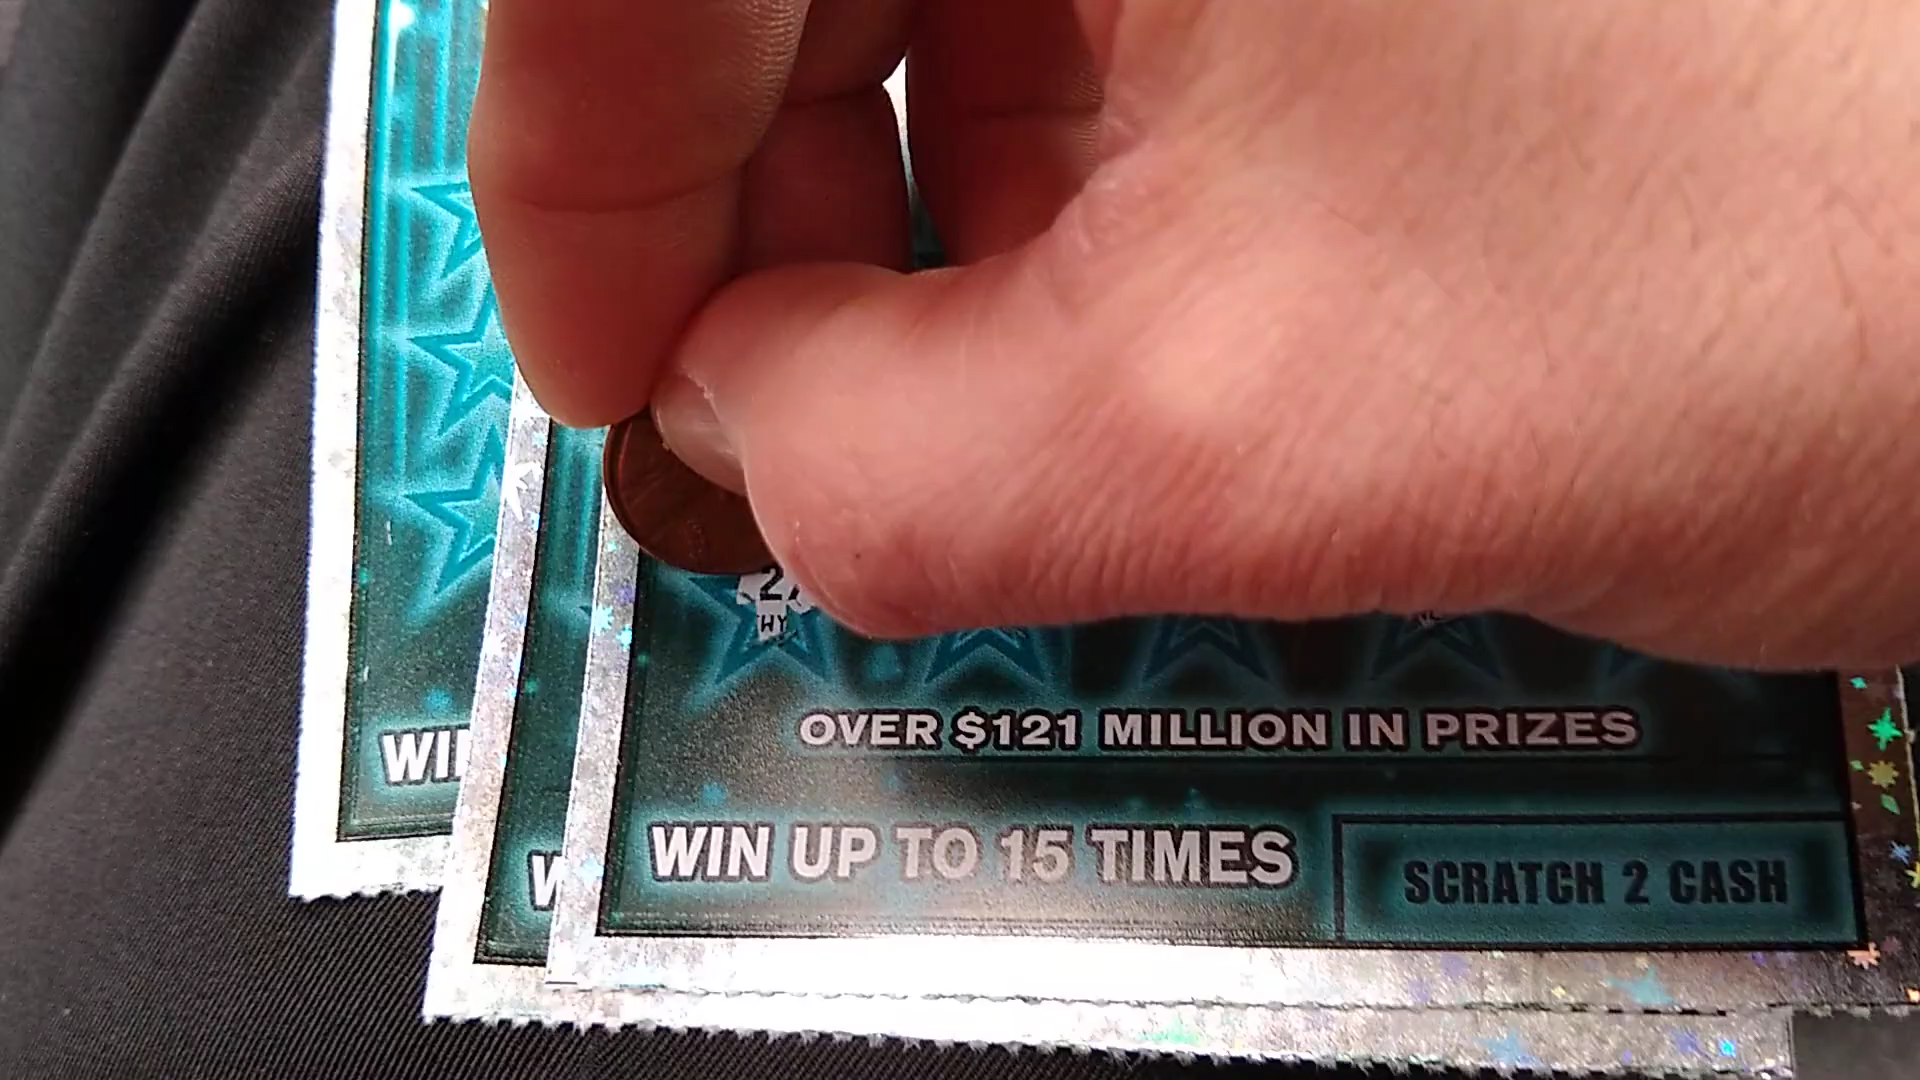 OVER $121 MILLION IN PRIZES
WIN UP TO 15 TIMES
SCRATCH 2 CASH